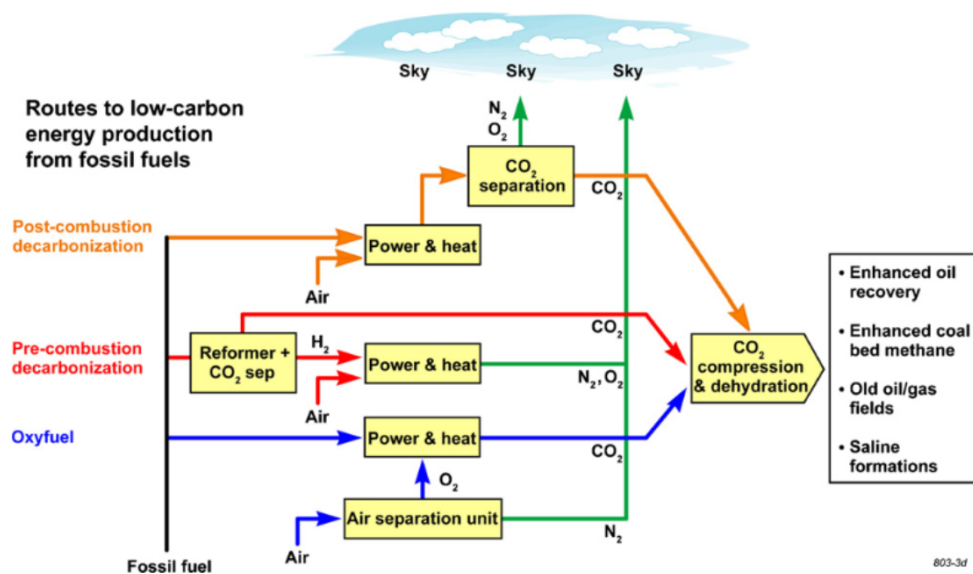 Sky
Sky
Sky
Routes to low-carbon
energy production
from fossil fuels
N₂
O₂
CO₂
separation
CO₂
Post-combustion
decarbonization
Power & heat
Air
• Enhanced oil
recovery
• Enhanced coal
bed methane
• Old oil/gas
fields
• Saline
formations
Pre-combustion
decarbonization
Reformer +
CO₂ sep
H₂
Air
Power & heat
CO₂
N₂, O₂
CO₂
compression
& dehydration
Oxyfuel
Power & heat
CO₂
O₂
Air separation unit
Air
N₂
Fossil fuel
803-3d